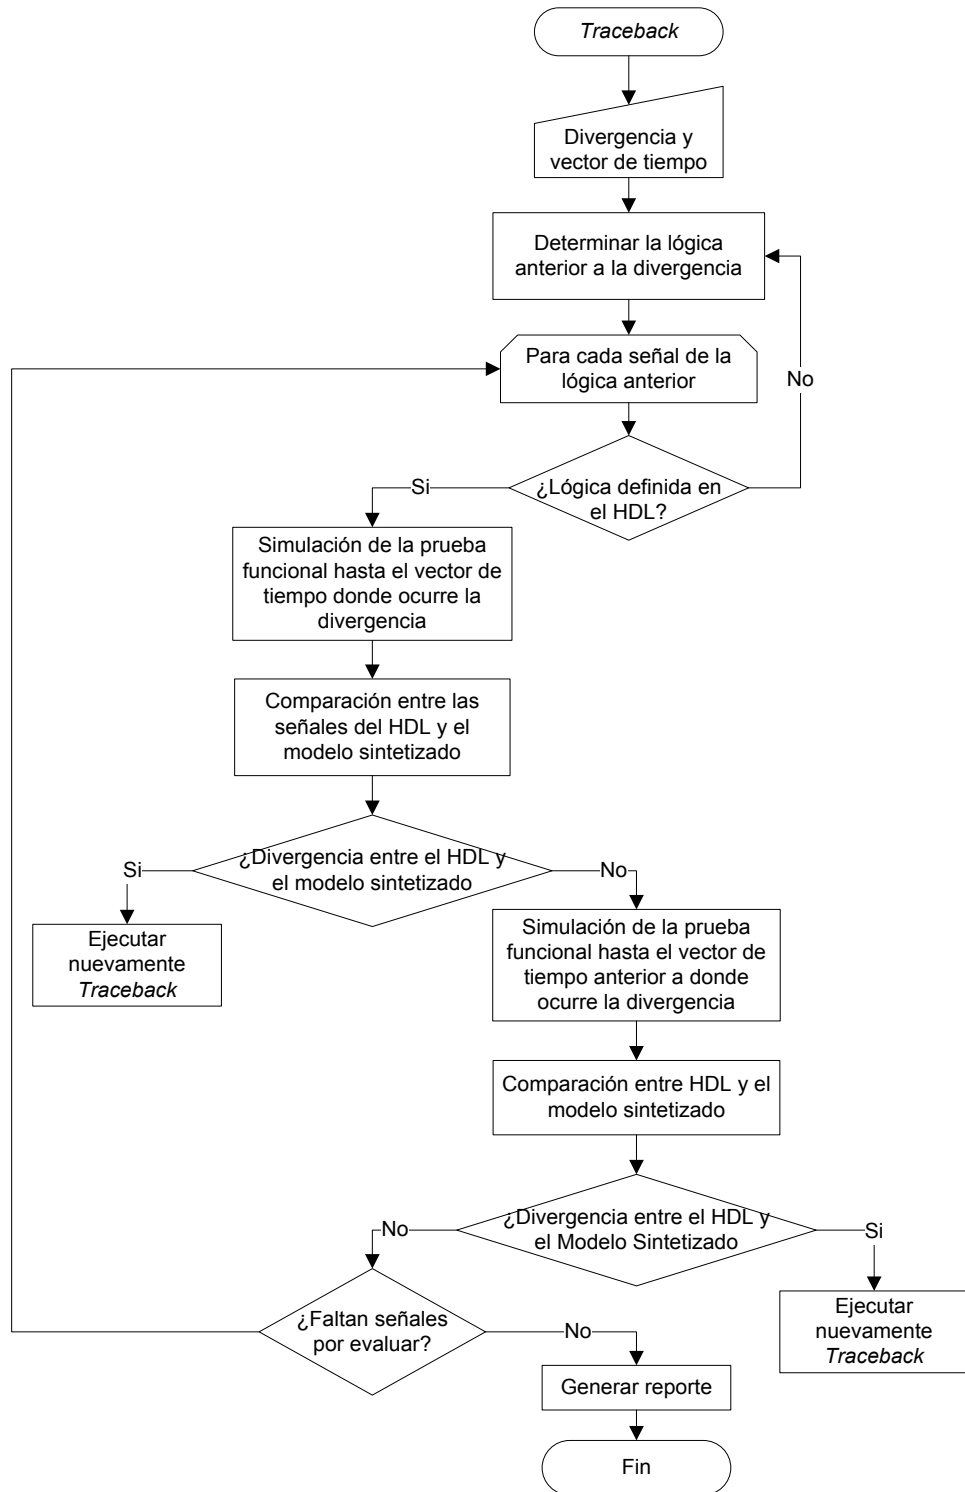 Traceback
Divergencia y
vector de tiempo
Determinar la lógica
anterior a la divergencia
Para cada señal de la
lógica anterior
No
¿Lógica definida en
el HDL?
Si
Simulación de la prueba
funcional hasta el vector de
tiempo donde ocurre la
divergencia
Comparación entre las
señales del HDL y el
modelo sintetizado
¿Divergencia entre el HDL y
el modelo sintetizado
Si
No
Ejecutar
nuevamente
Traceback
Simulación de la prueba
funcional hasta el vector de
tiempo anterior a donde
ocurre la divergencia
Comparación entre HDL y el
modelo sintetizado
¿Divergencia entre el HDL y
el Modelo Sintetizado
No
Si
¿Faltan señales
por evaluar?
No
Ejecutar
nuevamente
Traceback
Generar reporte
Fin